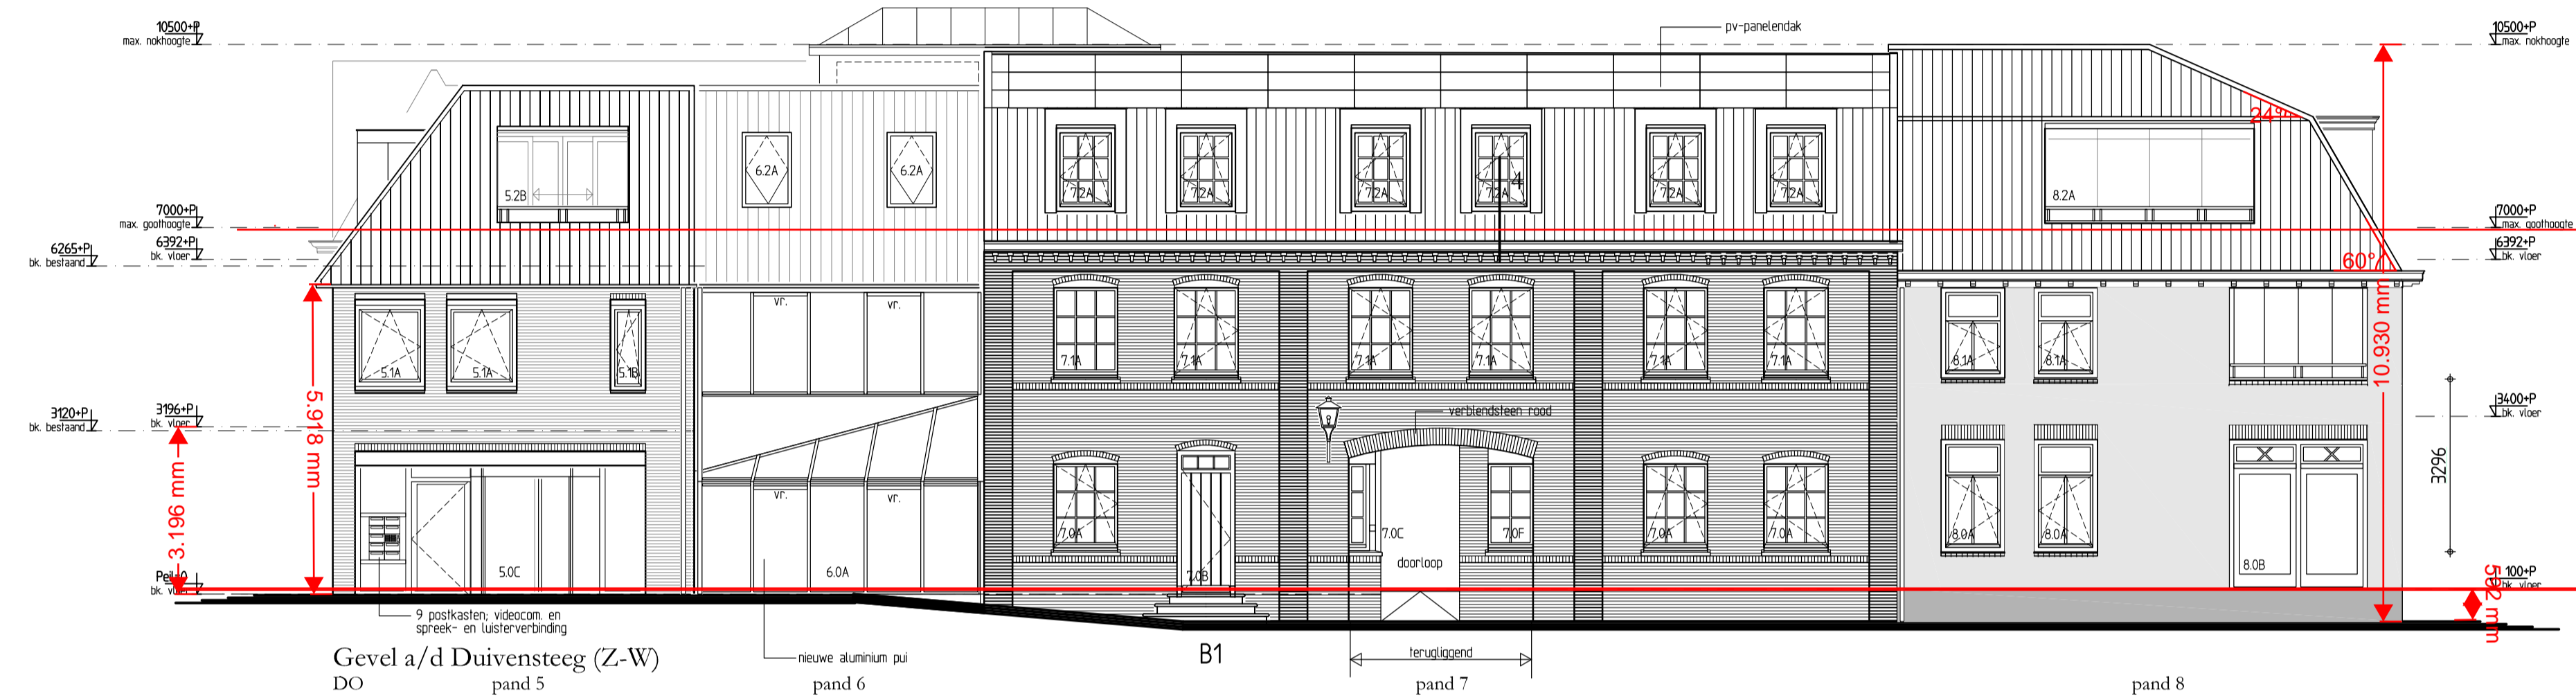 10500+P
max. nokhoogte
pv-panelendak
10500+P
max. nokhoogte
24°
6.2A
6.2A
5.2B
7.2A
7.2A
7.2A
7.2A
7.2A
7.2A
4
8.2A
7000+P
max. goothoogte
6265+P
bk. bestaand
6392+P
bk. vloer
7000+P
max. goothoogte
6392+P
bk. vloer
60°
vr.
vr.
5.1A
5.1A
5.1B
7.1A
7.1A
7.1A
7.1A
7.1A
7.1A
8.1A
8.1A
10.930 mm
5.918 mm
3120+P
bk. bestaand
3196+P
bk. vloer
verblendsteen rood
3400+P
bk. vloer
3296
3.196 mm
vr.
vr.
7.0A
7.0B
7.0C
7.0F
7.0A
7.0A
8.0A
8.0A
8.0B
doorloop
5.0C
6.0A
bk. vloer
100+P
bk. vloer
9 postkasten; videocom. en
spreek- en luisterverbinding
nieuwe aluminium pui
B1
terugliggend
Gevel a/d Duivensteeg (Z-W)
DO
pand 5
pand 6
pand 7
pand 8